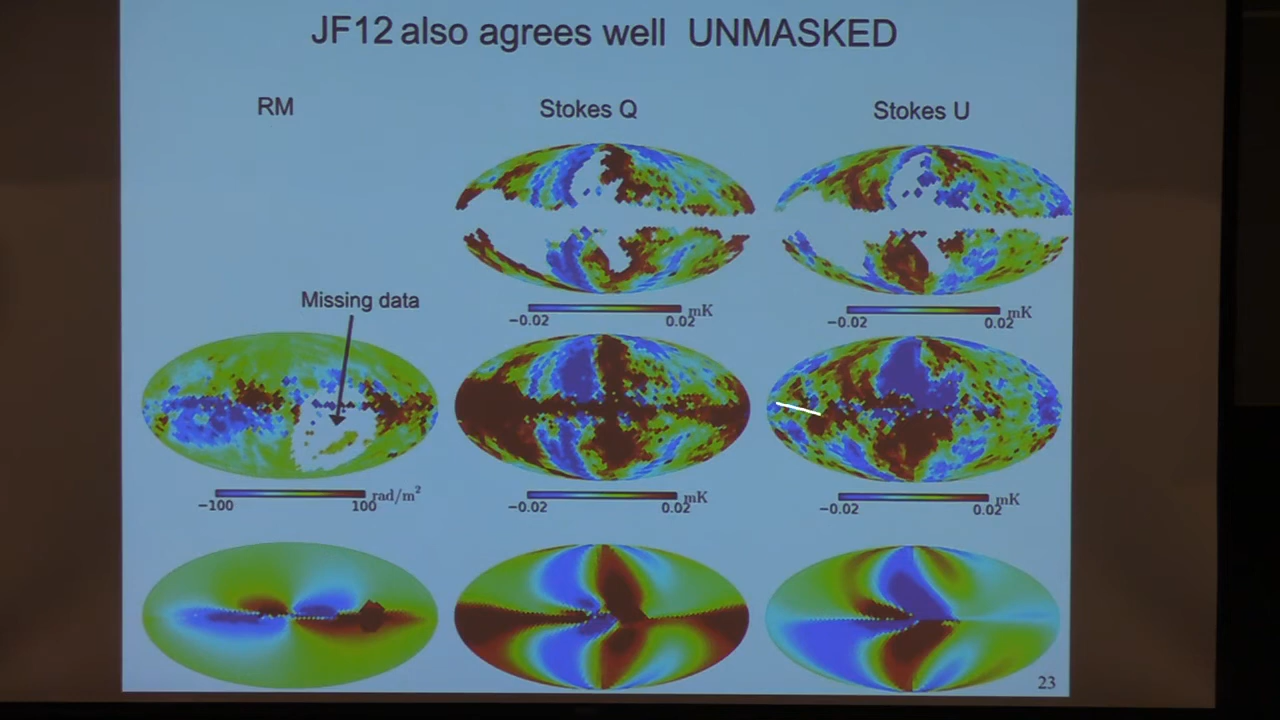 JF12 also agrees well UNMASKED
RM
Stokes Q
Stokes U
mK
mK
−0.02
0.02
−0.02
0.02
Missing data
rad/m²
mK
mK
−100
100
−0.02
0.02
−0.02
0.02
23